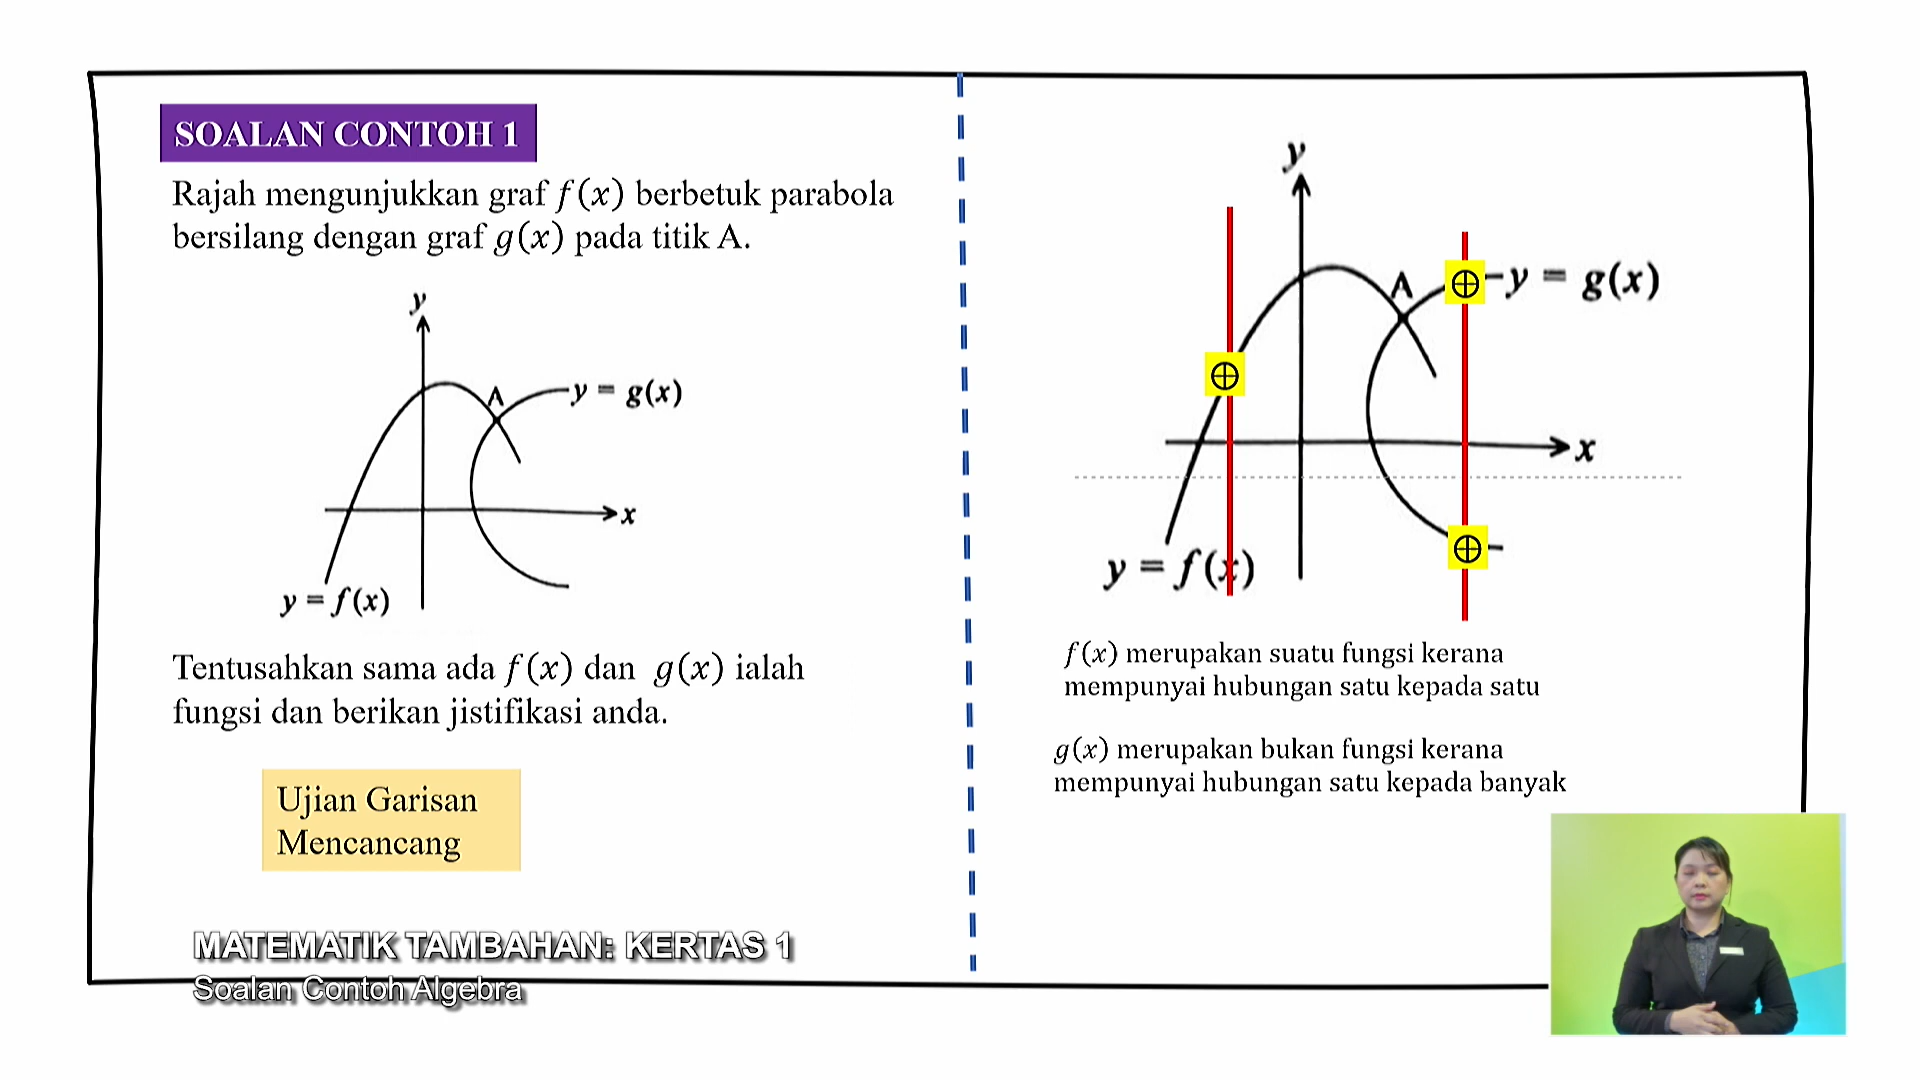 SOALAN CONTOH 1
Rajah mengunjukkan graf f(x) berbetuk parabola
bersilang dengan graf g(x) pada titik A.
y
A
y = g(x)
x
y = f(x)
Tentusahkan sama ada f(x) dan g(x) ialah
fungsi dan berikan jistifikasi anda.
Ujian Garisan
Mencancang
y
A
y = g(x)
x
y = f(x)
f(x) merupakan suatu fungsi kerana
mempunyai hubungan satu kepada satu
g(x) merupakan bukan fungsi kerana
mempunyai hubungan satu kepada banyak
MATEMATIK TAMBAHAN: KERTAS 1
Soalan Contoh Algebra